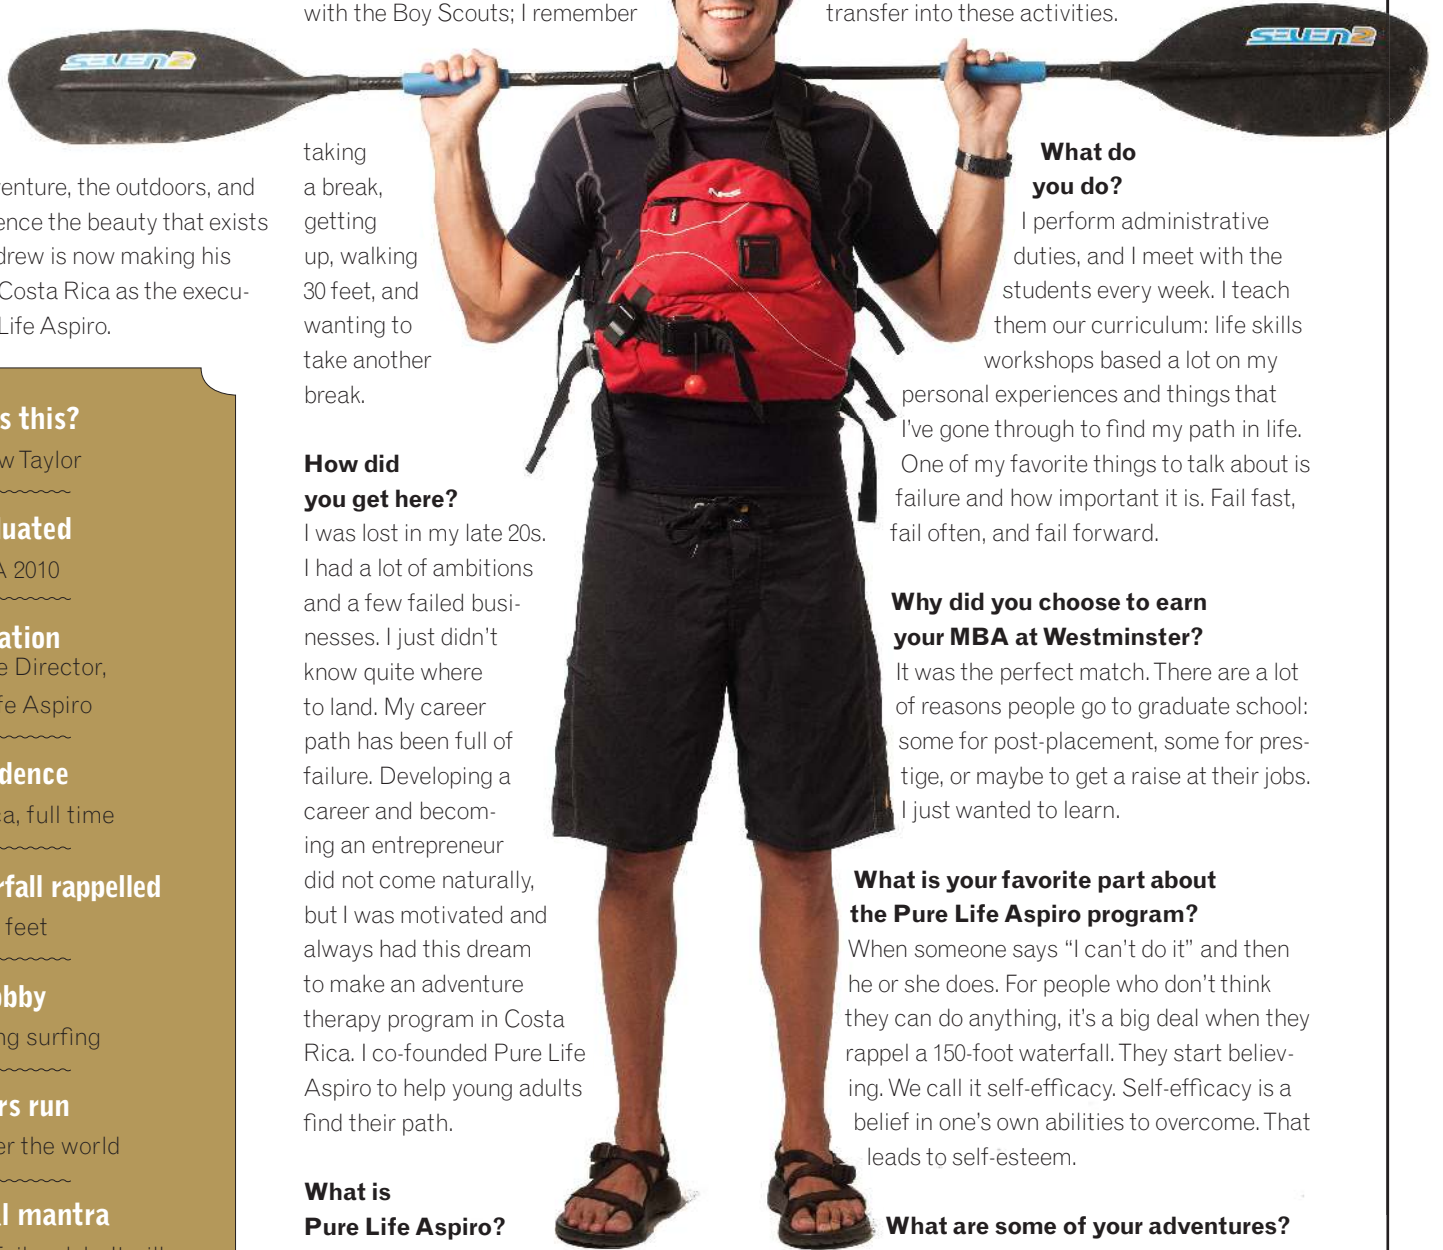 with the Boy Scouts; I remember
transfer into these activities.
SEVEN2
SEVEN2
the outdoors, and
the beauty that exists
is now making his
Costa Rica as the execu-
Life Aspiro.
this?
Taylor
2010
Director,
Aspiro
full time
rappelled
feet
surfing
run
the world
mantra
taking
a break,
getting
up, walking
30 feet, and
wanting to
take another
break.
How did
you get here?
I was lost in my late 20s.
I had a lot of ambitions
and a few failed busi-
nesses. I just didn't
know quite where
to land. My career
path has been full of
failure. Developing a
career and becom-
ing an entrepreneur
did not come naturally,
but I was motivated and
always had this dream
to make an adventure
therapy program in Costa
Rica. I co-founded Pure Life
Aspiro to help young adults
find their path.
What is
Pure Life Aspiro?
NRS
What do
you do?
I perform administrative
duties, and I meet with the
students every week. I teach
them our curriculum: life skills
workshops based a lot on my
personal experiences and things that
I've gone through to find my path in life.
One of my favorite things to talk about is
failure and how important it is. Fail fast,
fail often, and fail forward.
Why did you choose to earn
your MBA at Westminster?
It was the perfect match. There are a lot
of reasons people go to graduate school:
some for post-placement, some for pres-
tige, or maybe to get a raise at their jobs.
I just wanted to learn.
What is your favorite part about
the Pure Life Aspiro program?
When someone says “I can't do it” and then
he or she does. For people who don't think
they can do anything, it's a big deal when they
rappel a 150-foot waterfall. They start believ-
ing. We call it self-efficacy. Self-efficacy is a
belief in one's own abilities to overcome. That
leads to self-esteem.
What are some of your adventures?